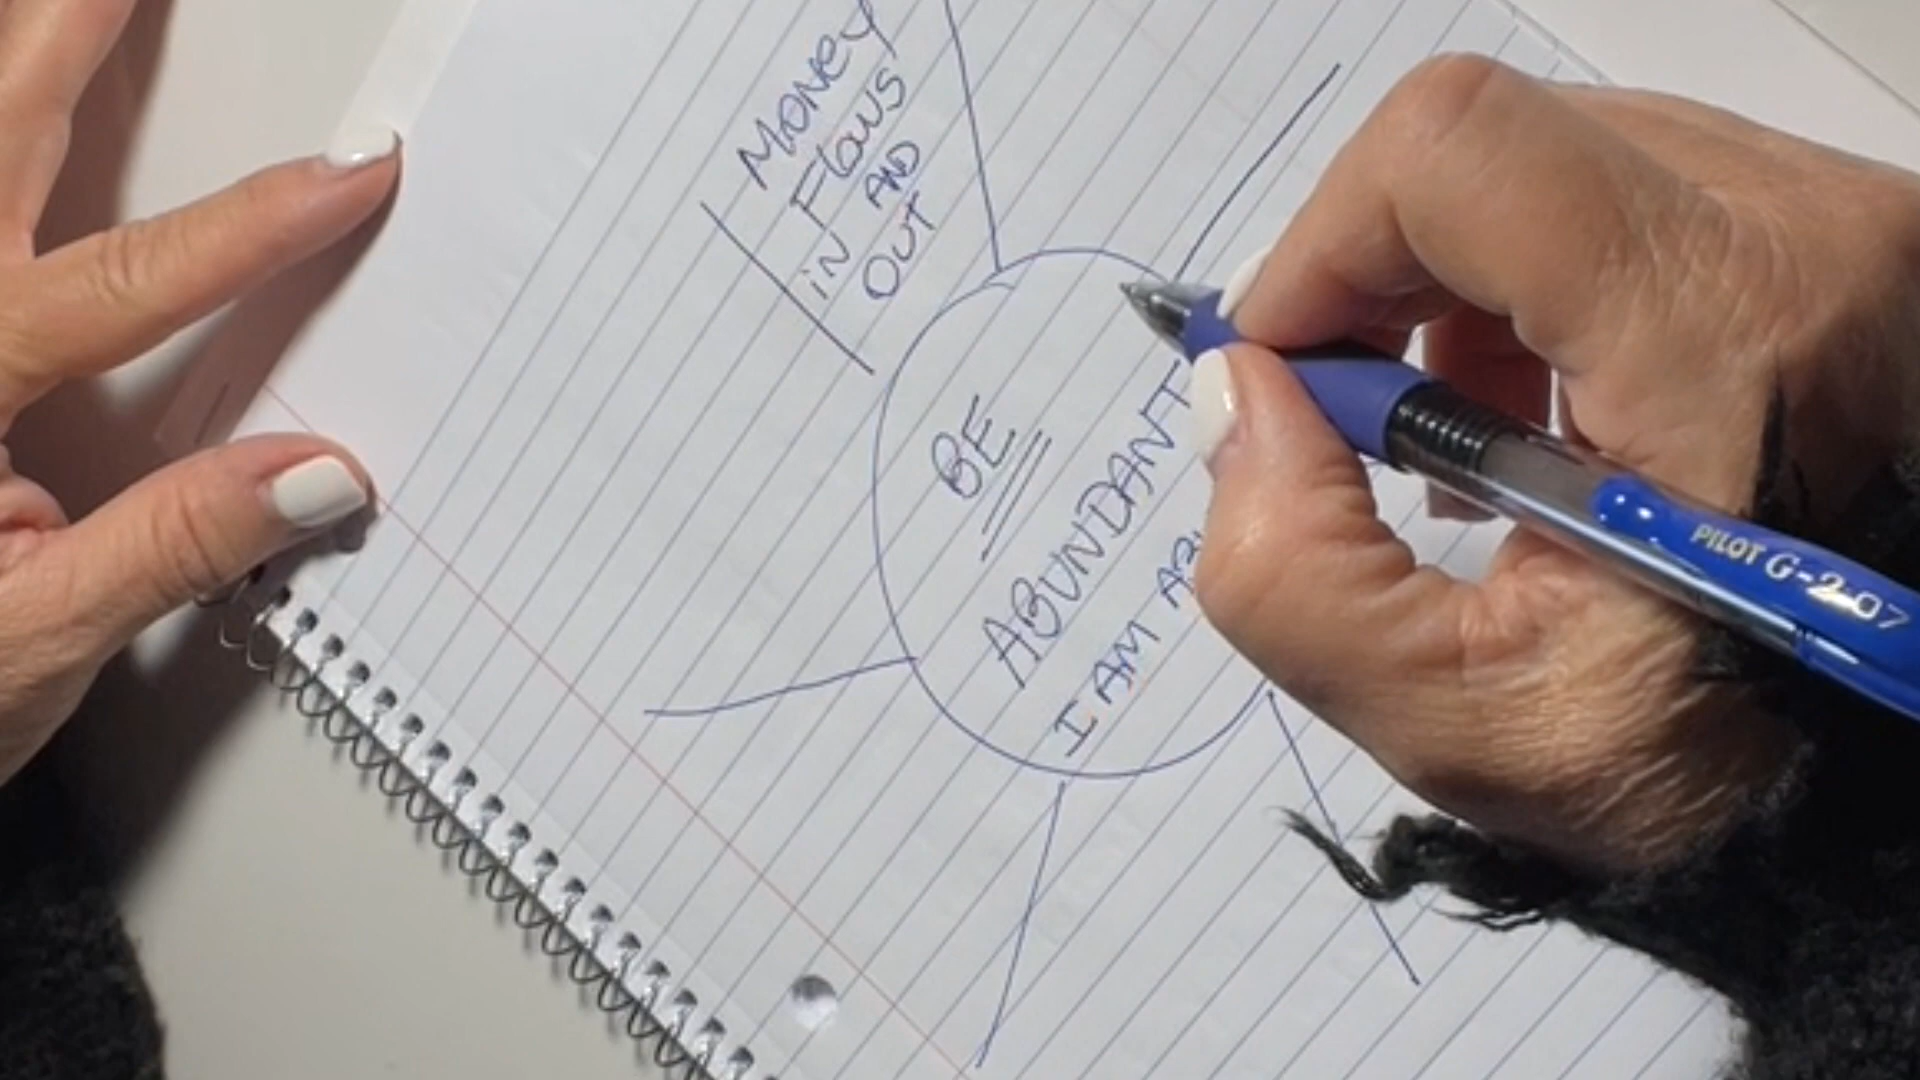 Money
Flows
in AND
OUT
BE
ABUNDANT
I AM
PILOT G-2 07